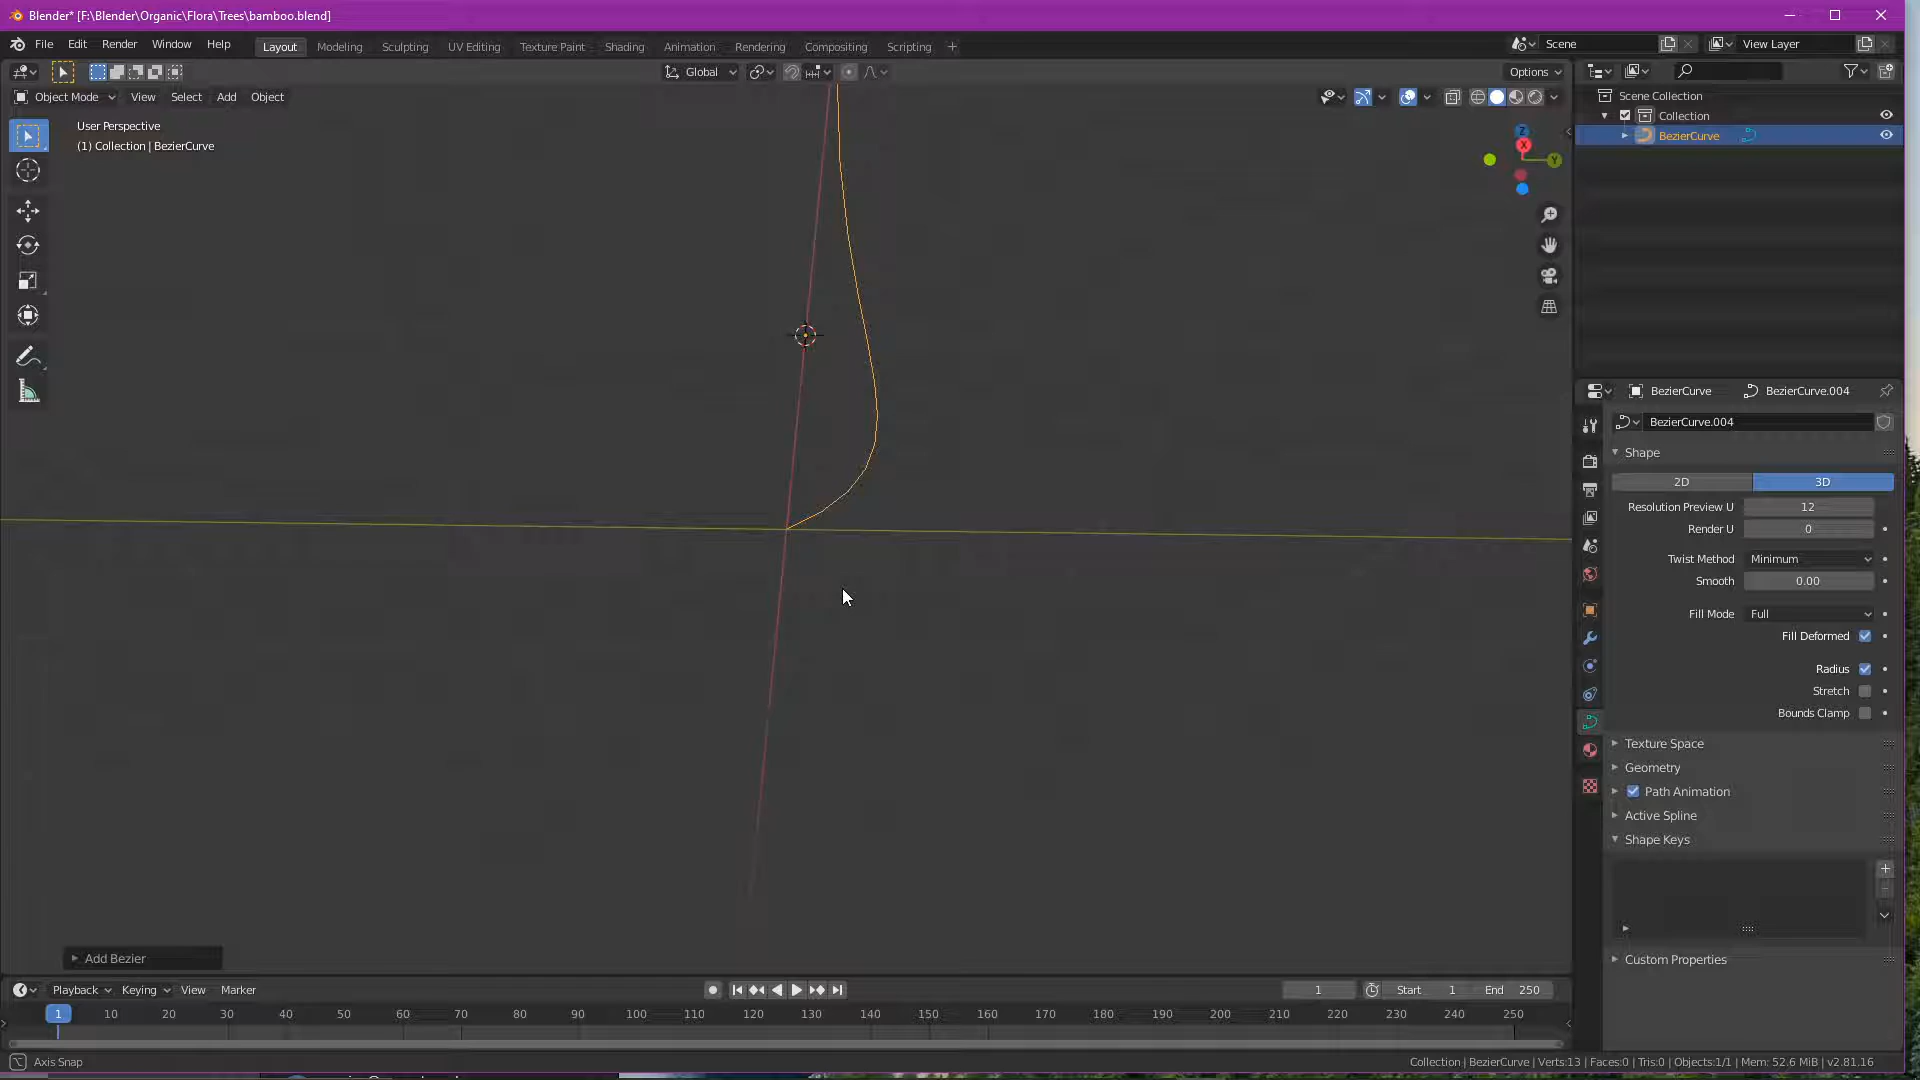 Blender* [F:\Blender\Organic\Flora\Trees\bamboo.blend]
File Edit Render Window Help Layout Modeling Sculpting UV Editing Texture Paint Shading Animation Rendering Compositing Scripting + Scene View Layer
Global Options
Object Mode View Select Add Object
Scene Collection
Collection
BezierCurve
User Perspective
(1) Collection | BezierCurve
Z
X
Y
BezierCurve BezierCurve.004
BezierCurve.004
Shape
2D 3D
Resolution Preview U 12
Render U 0
Twist Method Minimum
Smooth 0.00
Fill Mode Full
Fill Deformed
Radius
Stretch
Bounds Clamp
Texture Space
Geometry
Path Animation
Active Spline
Shape Keys
Custom Properties
Add Bezier
Playback Keying View Marker 1 Start 1 End 250
1 10 20 30 40 50 60 70 80 90 100 110 120 130 140 150 160 170 180 190 200 210 220 230 240 250
Axis Snap
Collection | BezierCurve | Verts:13 | Faces:0 | Tris:0 | Objects:1/1 | Mem: 52.6 MiB | v2.81.16